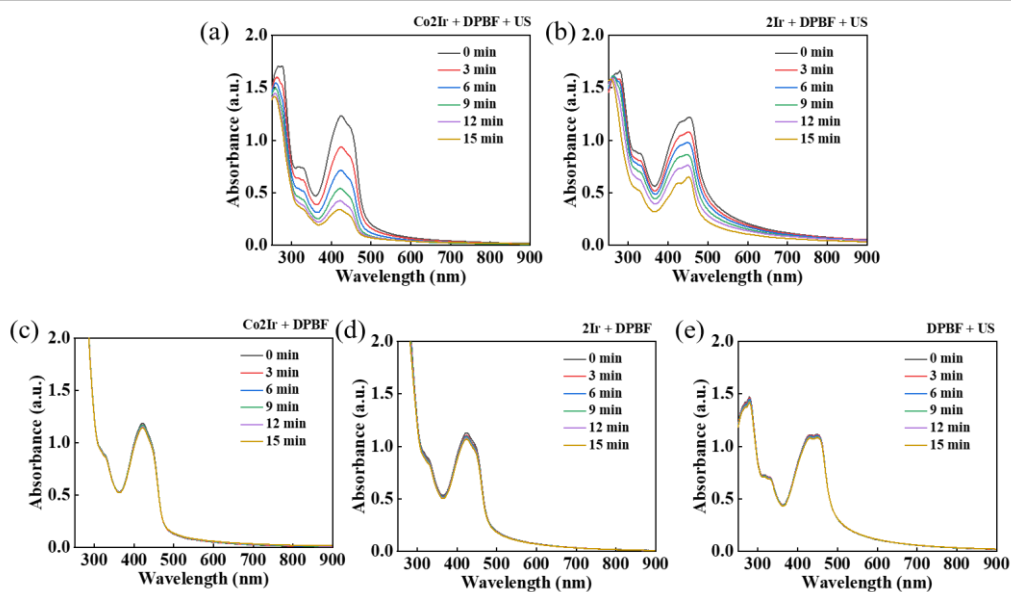 (a)
Co2Ir + DPBF + US
2.0
1.5
1.0
0.5
0.0
Absorbance (a.u.)
0 min
3 min
6 min
9 min
12 min
15 min
300 400 500 600 700 800 900
Wavelength (nm)
(b)
2Ir + DPBF + US
2.0
1.5
1.0
0.5
0.0
Absorbance (a.u.)
0 min
3 min
6 min
9 min
12 min
15 min
300 400 500 600 700 800 900
Wavelength (nm)
(c)
Co2Ir + DPBF
2.0
1.5
1.0
0.5
0.0
Absorbance (a.u.)
0 min
3 min
6 min
9 min
12 min
15 min
300 400 500 600 700 800 900
Wavelength (nm)
(d)
2Ir + DPBF
2.0
1.5
1.0
0.5
0.0
Absorbance (a.u.)
0 min
3 min
6 min
9 min
12 min
15 min
300 400 500 600 700 800 900
Wavelength (nm)
(e)
DPBF + US
2.0
1.5
1.0
0.5
0.0
Absorbance (a.u.)
0 min
3 min
6 min
9 min
12 min
15 min
300 400 500 600 700 800 900
Wavelength (nm)